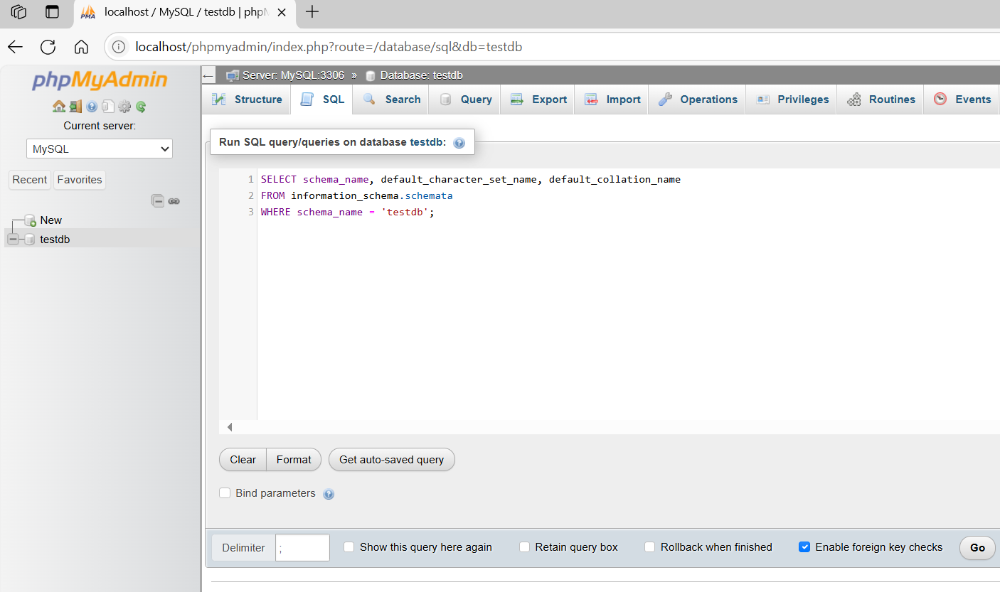 localhost / MySQL / testdb | php
localhost/phpmyadmin/index.php?route=/database/sql&db=testdb
phpMyAdmin
Current server:
MySQL
Recent Favorites
New
testdb
Server: MySQL:3306 » Database: testdb
Structure SQL Search Query Export Import Operations Privileges Routines Events
Run SQL query/queries on database testdb:
1 SELECT schema_name, default_character_set_name, default_collation_name
2 FROM information_schema.schemata
3 WHERE schema_name = 'testdb';
Clear Format Get auto-saved query
Bind parameters
Delimiter ; Show this query here again Retain query box Rollback when finished Enable foreign key checks Go